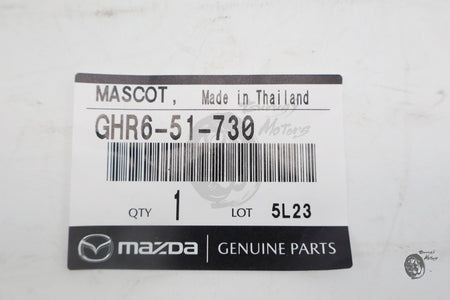 MASCOT, Made in Thailand
GHR6-51-730
QTY 1 LOT 5L23
mazda GENUINE PARTS